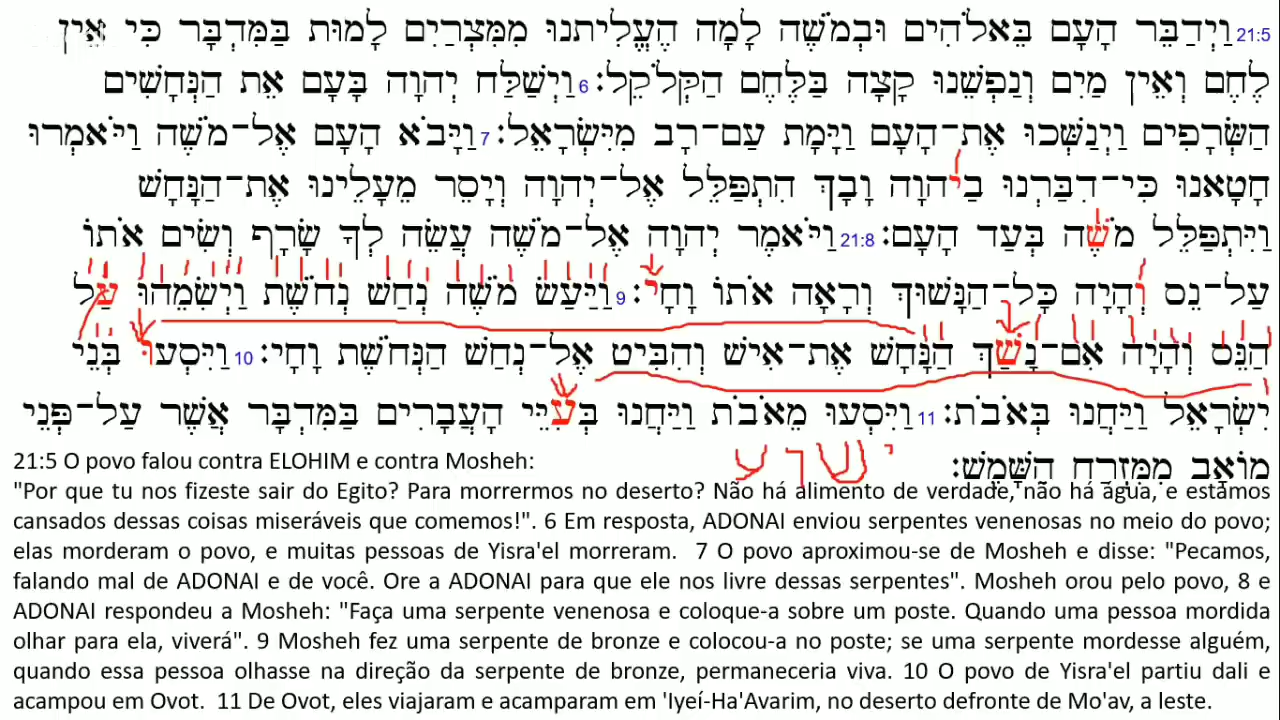 21:5 וַיְדַבֵּר הָעָם בֵּאלֹהִים וּבְמֹשֶׁה לָמָה הֶעֱלִיתנוּ מִמִּצְרַיִם לָמוּת בַּמִּדְבָּר כִּי אֵין
לֶחֶם וְאֵין מַיִם וְנַפְשֵׁנוּ קָצָה בַּלֶּחֶם הַקְּלֹקֵל׃ 6 וַיְשַׁלַּח יְהוָה בָּעָם אֵת הַנְּחָשִׁים
הַשְּׂרָפִים וַיְנַשְּׁכוּ אֶת־הָעָם וַיָּמָת עַם־רָב מִיִּשְׂרָאֵל׃ 7 וַיָּבֹא הָעָם אֶל־מֹשֶׁה וַיֹּאמְרוּ
חָטָאנוּ כִּי־דִבַּרְנוּ בַיהוָה וָבָךְ הִתְפַּלֵּל אֶל־יְהוָה וְיָסֵר מֵעָלֵינוּ אֶת־הַנָּחָשׁ
וַיִּתְפַּלֵּל מֹשֶׁה בְּעַד הָעָם׃ 21:8 וַיֹּאמֶר יְהוָה אֶל־מֹשֶׁה עֲשֵׂה לְךָ שָׂרָף וְשִׂים אֹתוֹ
עַל־נֵס וְהָיָה כָּל־הַנָּשׁוּךְ וְרָאָה אֹתוֹ וָחָי׃ 9 וַיַּעַשׂ מֹשֶׁה נְחַשׁ נְחֹשֶׁת וַיְשִׂמֵהוּ עַל
הַנֵּס וְהָיָה אִם־נָשַׁךְ הַנָּחָשׁ אֶת־אִישׁ וְהִבִּיט אֶל־נְחַשׁ הַנְּחֹשֶׁת וָחָי׃ 10 וַיִּסְעוּ בְּנֵי
יִשְׂרָאֵל וַיַּחֲנוּ בְּאֹבֹת׃ 11 וַיִּסְעוּ מֵאֹבֹת וַיַּחֲנוּ בְּעִיֵּי הָעֲבָרִים בַּמִּדְבָּר אֲשֶׁר עַל־פְּנֵי
מוֹאָב מִמִּזְרַח הַשָּׁמֶשׁ׃ ישוע
21:5 O povo falou contra ELOHIM e contra Mosheh:
"Por que tu nos fizeste sair do Egito? Para morrermos no deserto? Não há alimento de verdade, não há água, e estamos
cansados dessas coisas miseráveis que comemos!". 6 Em resposta, ADONAI enviou serpentes venenosas no meio do povo;
elas morderam o povo, e muitas pessoas de Yisra'el morreram. 7 O povo aproximou-se de Mosheh e disse: "Pecamos,
falando mal de ADONAI e de você. Ore a ADONAI para que ele nos livre dessas serpentes". Mosheh orou pelo povo, 8 e
ADONAI respondeu a Mosheh: "Faça uma serpente venenosa e coloque-a sobre um poste. Quando uma pessoa mordida
olhar para ela, viverá". 9 Mosheh fez uma serpente de bronze e colocou-a no poste; se uma serpente mordesse alguém,
quando essa pessoa olhasse na direção da serpente de bronze, permaneceria viva. 10 O povo de Yisra'el partiu dali e
acampou em Ovot. 11 De Ovot, eles viajaram e acamparam em 'Iyeí-Ha'Avarim, no deserto defronte de Mo'av, a leste.